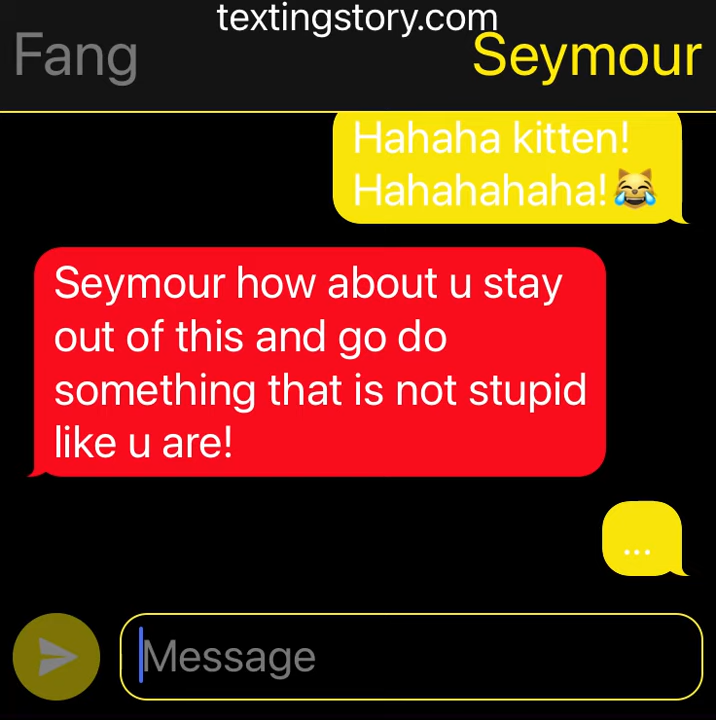 textingstory.com
Fang
Seymour
Hahaha kitten!
Hahahahaha!😹
Seymour how about u stay
out of this and go do
something that is not stupid
like u are!
...
Message